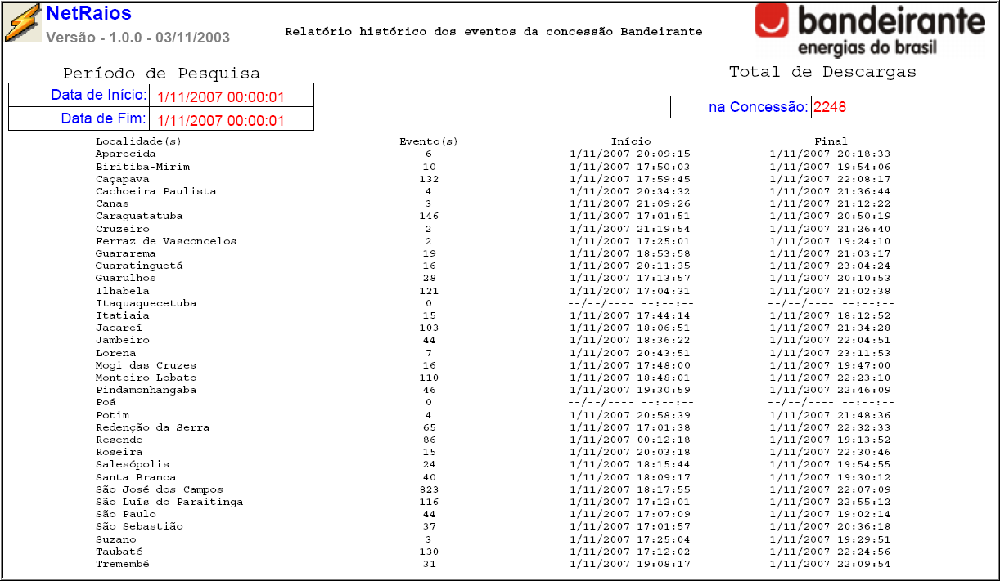 NetRaios
Versão - 1.0.0 - 03/11/2003
Relatório histórico dos eventos da concessão Bandeirante
bandeirante
energias do brasil
Período de Pesquisa
Total de Descargas
Data de Início: 1/11/2007 00:00:01
Data de Fim: 1/11/2007 00:00:01
na Concessão: 2248
Localidade(s) Evento(s) Início Final
Aparecida 6 1/11/2007 20:09:15 1/11/2007 20:18:33
Biritiba-Mirim 10 1/11/2007 17:50:03 1/11/2007 19:54:06
Caçapava 132 1/11/2007 17:59:45 1/11/2007 22:08:17
Cachoeira Paulista 4 1/11/2007 20:34:32 1/11/2007 21:36:44
Canas 3 1/11/2007 21:09:26 1/11/2007 21:12:22
Caraguatatuba 146 1/11/2007 17:01:51 1/11/2007 20:50:19
Cruzeiro 2 1/11/2007 21:19:54 1/11/2007 21:26:40
Ferraz de Vasconcelos 2 1/11/2007 17:25:01 1/11/2007 19:24:10
Guararema 19 1/11/2007 18:53:58 1/11/2007 21:03:17
Guaratinguetá 16 1/11/2007 20:11:35 1/11/2007 23:04:24
Guarulhos 28 1/11/2007 17:13:57 1/11/2007 20:10:53
Ilhabela 121 1/11/2007 17:04:31 1/11/2007 21:02:38
Itaquaquecetuba 0 --/--/---- --:--:-- --/--/---- --:--:--
Itatiaia 15 1/11/2007 17:44:14 1/11/2007 18:12:52
Jacareí 103 1/11/2007 18:06:51 1/11/2007 21:34:28
Jambeiro 44 1/11/2007 18:36:22 1/11/2007 22:04:51
Lorena 7 1/11/2007 20:43:51 1/11/2007 23:11:53
Mogi das Cruzes 16 1/11/2007 17:48:00 1/11/2007 19:47:00
Monteiro Lobato 110 1/11/2007 18:48:01 1/11/2007 22:23:10
Pindamonhangaba 46 1/11/2007 19:30:59 1/11/2007 22:46:09
Poá 0 --/--/---- --:--:-- --/--/---- --:--:--
Potim 4 1/11/2007 20:58:39 1/11/2007 21:48:36
Redenção da Serra 65 1/11/2007 17:01:38 1/11/2007 22:32:33
Resende 86 1/11/2007 00:12:18 1/11/2007 19:13:52
Roseira 15 1/11/2007 20:03:18 1/11/2007 22:30:46
Salesópolis 24 1/11/2007 18:15:44 1/11/2007 19:54:55
Santa Branca 40 1/11/2007 18:09:17 1/11/2007 19:30:12
São José dos Campos 823 1/11/2007 18:17:55 1/11/2007 22:07:09
São Luís do Paraitinga 116 1/11/2007 17:12:01 1/11/2007 22:55:12
São Paulo 44 1/11/2007 17:07:09 1/11/2007 19:02:14
São Sebastião 37 1/11/2007 17:01:57 1/11/2007 20:36:18
Suzano 3 1/11/2007 17:25:04 1/11/2007 19:29:51
Taubaté 130 1/11/2007 17:12:02 1/11/2007 22:24:56
Tremembé 31 1/11/2007 19:08:17 1/11/2007 22:09:54